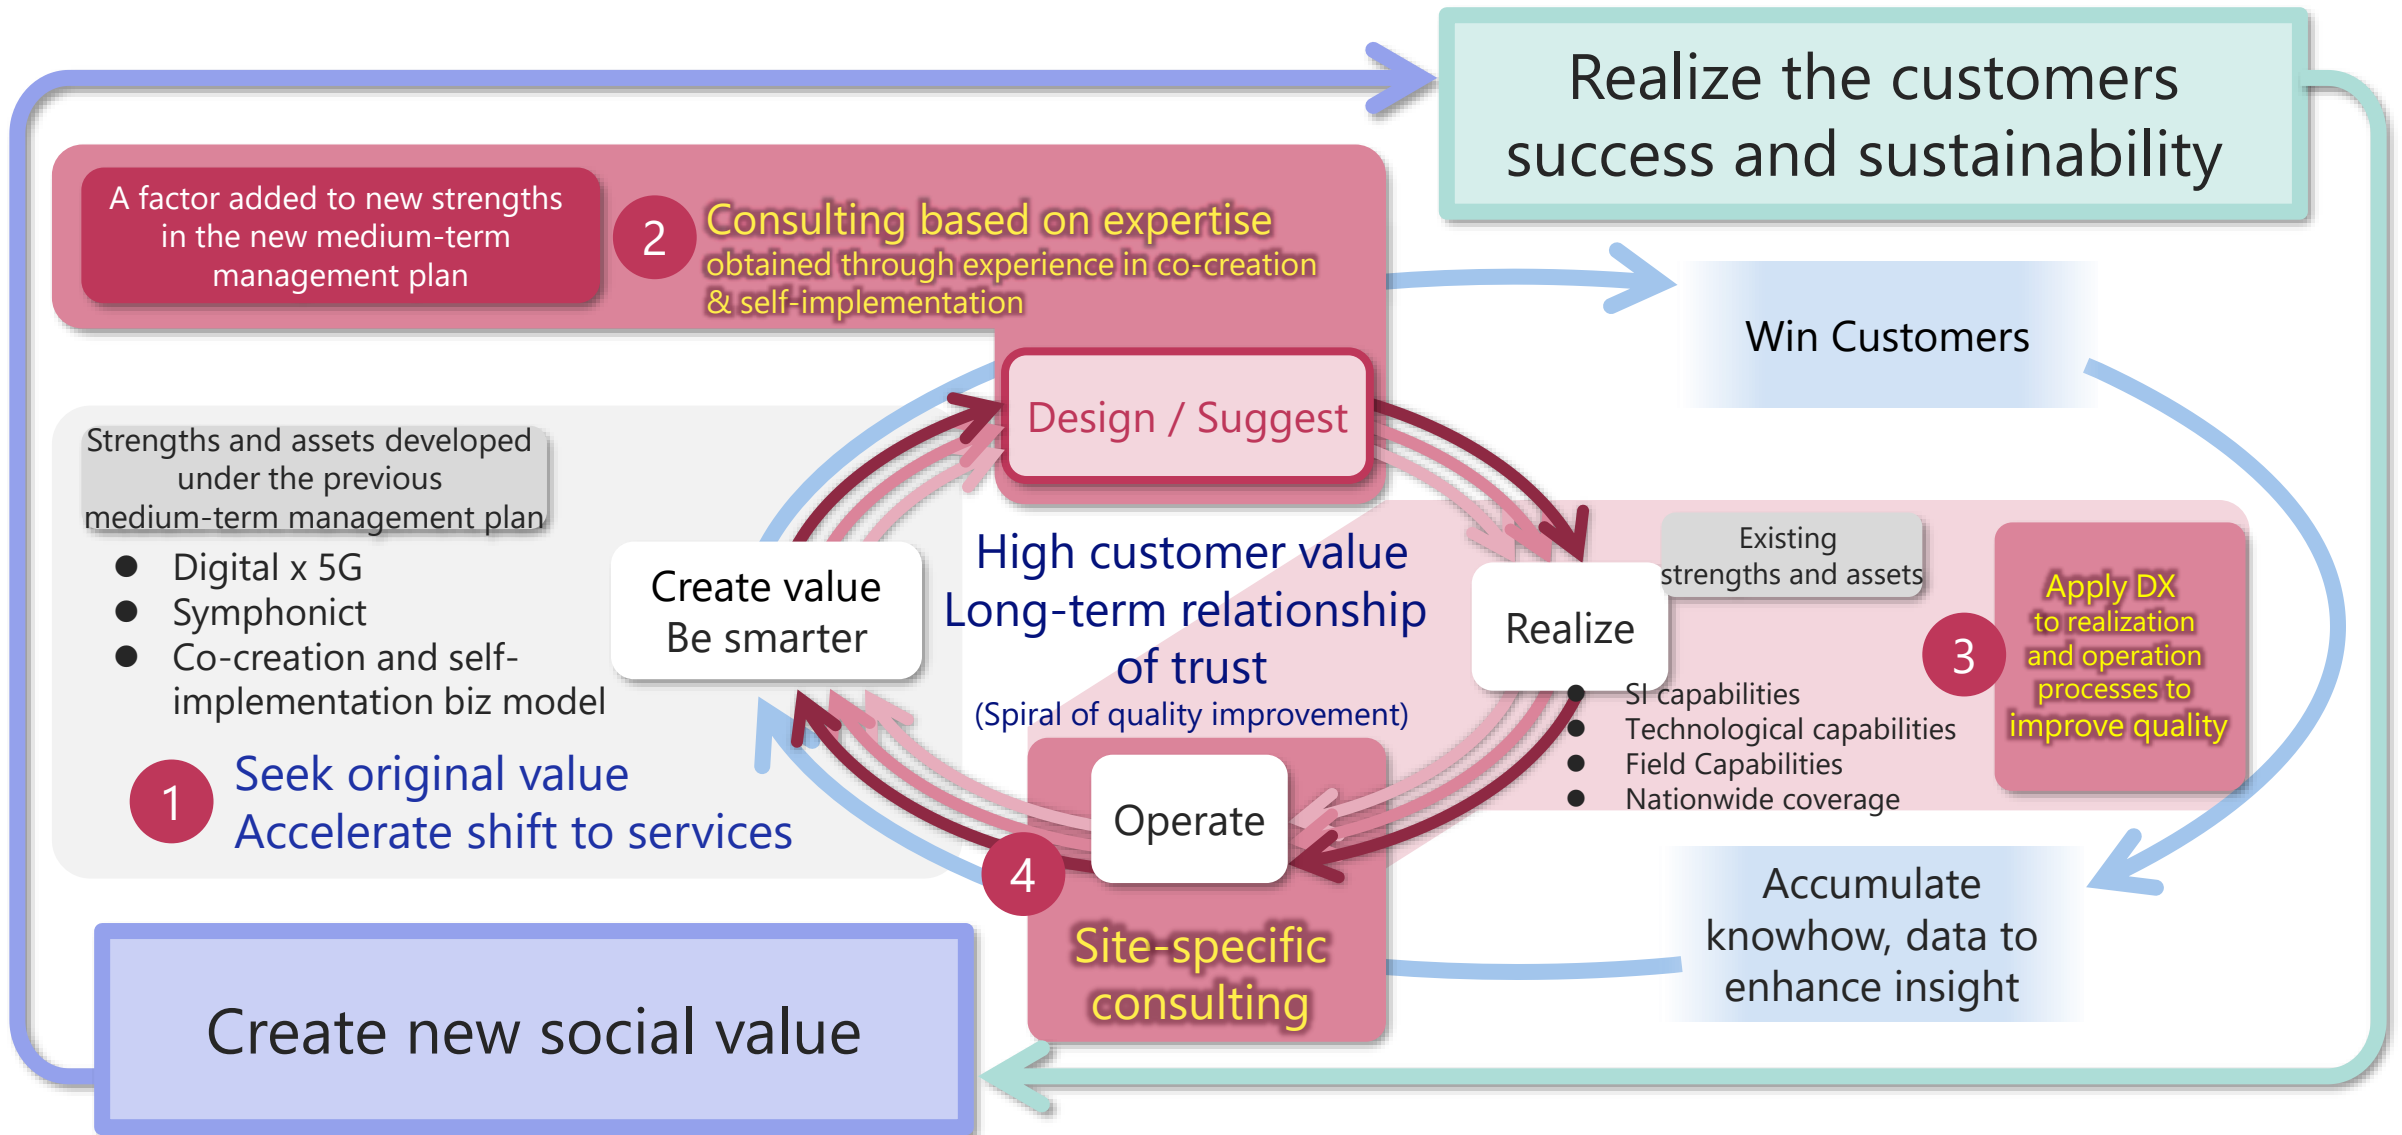 Realize the customers
success and sustainability
A factor added to new strengths
in the new medium-term
management plan
2
Consulting based on expertise
obtained through experience in co-creation
& self-implementation
Win Customers
Design / Suggest
Strengths and assets developed
under the previous
medium-term management plan
● Digital x 5G
● Symphonict
● Co-creation and self-
implementation biz model
1
Seek original value
Accelerate shift to services
Create value
Be smarter
High customer value
Long-term relationship
of trust
(Spiral of quality improvement)
Realize
Existing
strengths and assets
● SI capabilities
● Technological capabilities
● Field Capabilities
● Nationwide coverage
3
Apply DX
to realization
and operation
processes to
improve quality
Operate
4
Site-specific
consulting
Accumulate
knowhow, data to
enhance insight
Create new social value